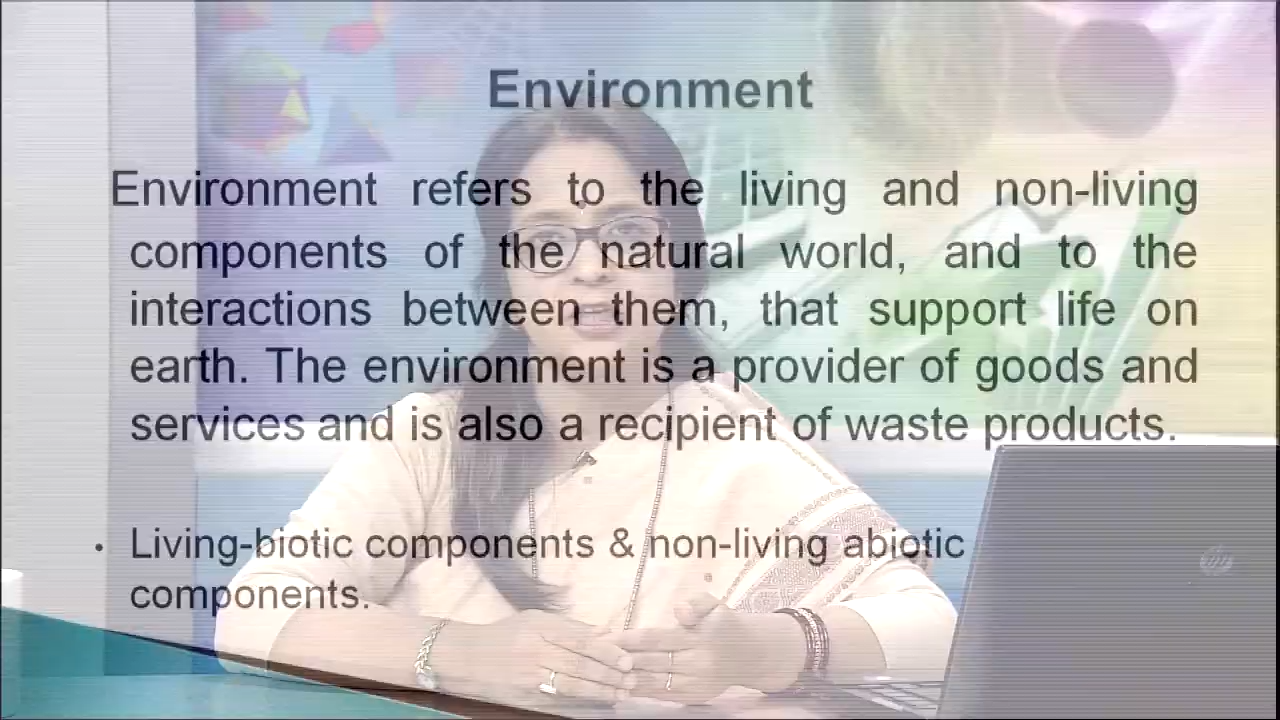 Environment
Environment refers to the living and non-living
components of the natural world, and to the
interactions between them, that support life on
earth. The environment is a provider of goods and
services and is also a recipient of waste products.
• Living-biotic components & non-living abiotic
components.